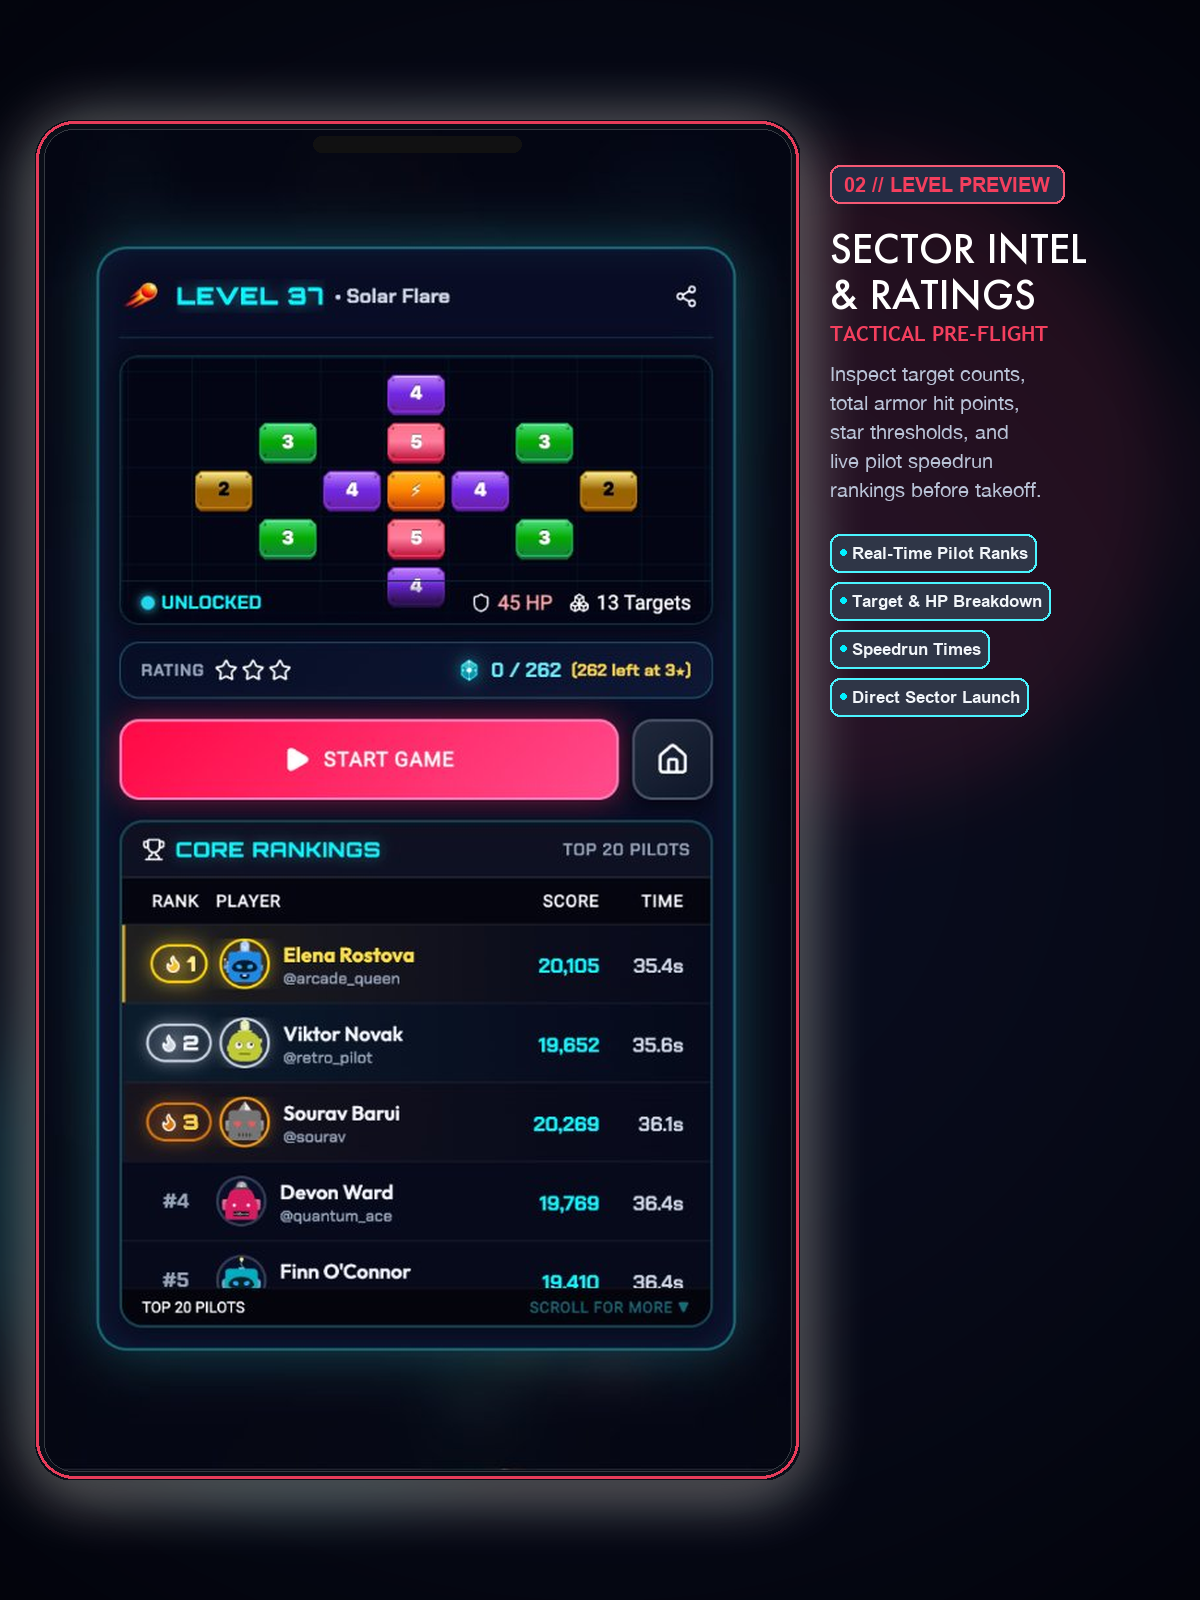 02 // LEVEL PREVIEW
SECTOR INTEL
& RATINGS
TACTICAL PRE-FLIGHT
Inspect target counts,
total armor hit points,
star thresholds, and
live pilot speedrun
rankings before takeoff.
• Real-Time Pilot Ranks
• Target & HP Breakdown
• Speedrun Times
• Direct Sector Launch
LEVEL 37 • Solar Flare
4
3 5 3
2 4 4 2
3 5 3
4
UNLOCKED 45 HP 13 Targets
RATING 0 / 262 (262 left at 3★)
START GAME
CORE RANKINGS TOP 20 PILOTS
RANK PLAYER SCORE TIME
1 Elena Rostova 20,105 35.4s
@arcade_queen
2 Viktor Novak 19,652 35.6s
@retro_pilot
3 Sourav Barui 20,269 36.1s
@sourav
#4 Devon Ward 19,769 36.4s
@quantum_ace
#5 Finn O'Connor 19,410 36.4s
TOP 20 PILOTS SCROLL FOR MORE ▼